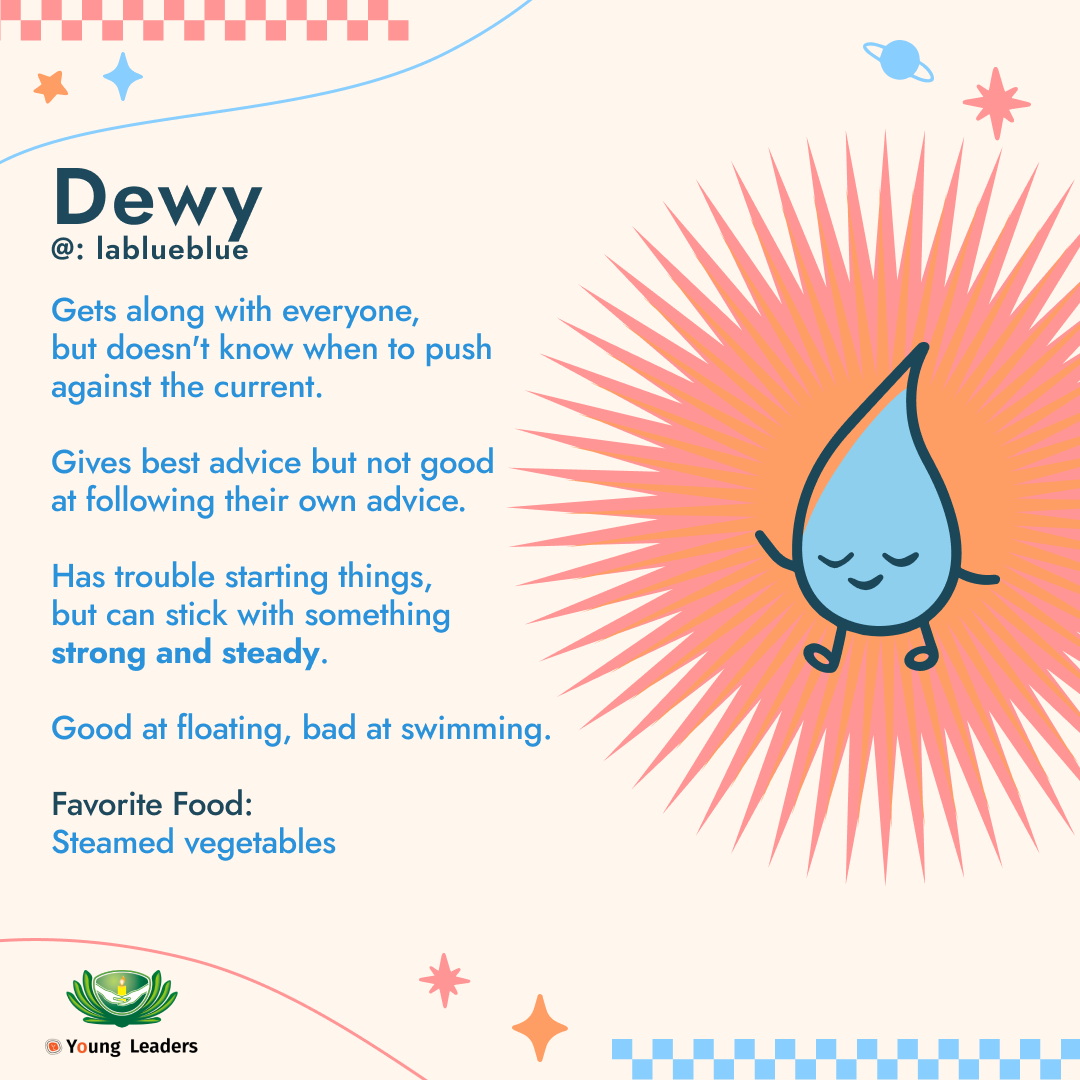 Dewy
@: lablueblue
Gets along with everyone,
but doesn't know when to push
against the current.
Gives best advice but not good
at following their own advice.
Has trouble starting things,
but can stick with something
strong and steady.
Good at floating, bad at swimming.
Favorite Food:
Steamed vegetables
Young Leaders